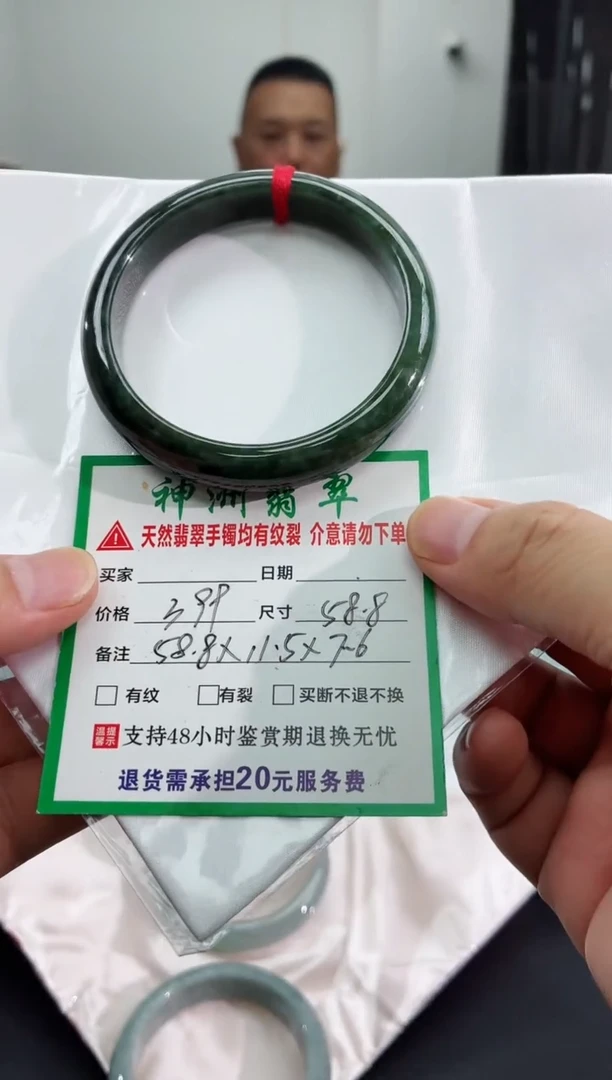 神洲翡翠
天然翡翠手镯均有纹裂 介意请勿下单
买家 日期
价格 399 尺寸 58.8
备注 58.8X11.5X7.6
有纹 有裂 买断不退不换
温馨提示 支持48小时鉴赏期退换无忧
退货需承担20元服务费